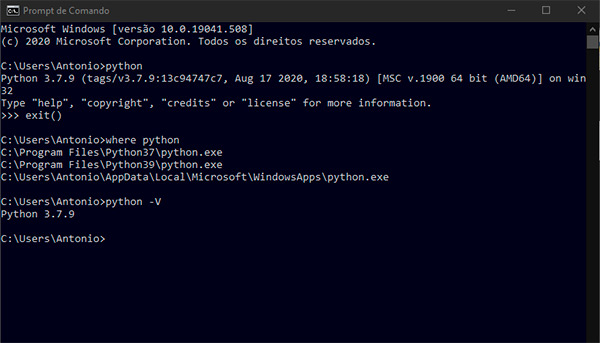 Prompt de Comando
Microsoft Windows [versão 10.0.19041.508]
(c) 2020 Microsoft Corporation. Todos os direitos reservados.
C:\Users\Antonio>python
Python 3.7.9 (tags/v3.7.9:13c94747c7, Aug 17 2020, 18:58:18) [MSC v.1900 64 bit (AMD64)] on win
32
Type "help", "copyright", "credits" or "license" for more information.
>>> exit()
C:\Users\Antonio>where python
C:\Program Files\Python37\python.exe
C:\Program Files\Python39\python.exe
C:\Users\Antonio\AppData\Local\Microsoft\WindowsApps\python.exe
C:\Users\Antonio>python -V
Python 3.7.9
C:\Users\Antonio>